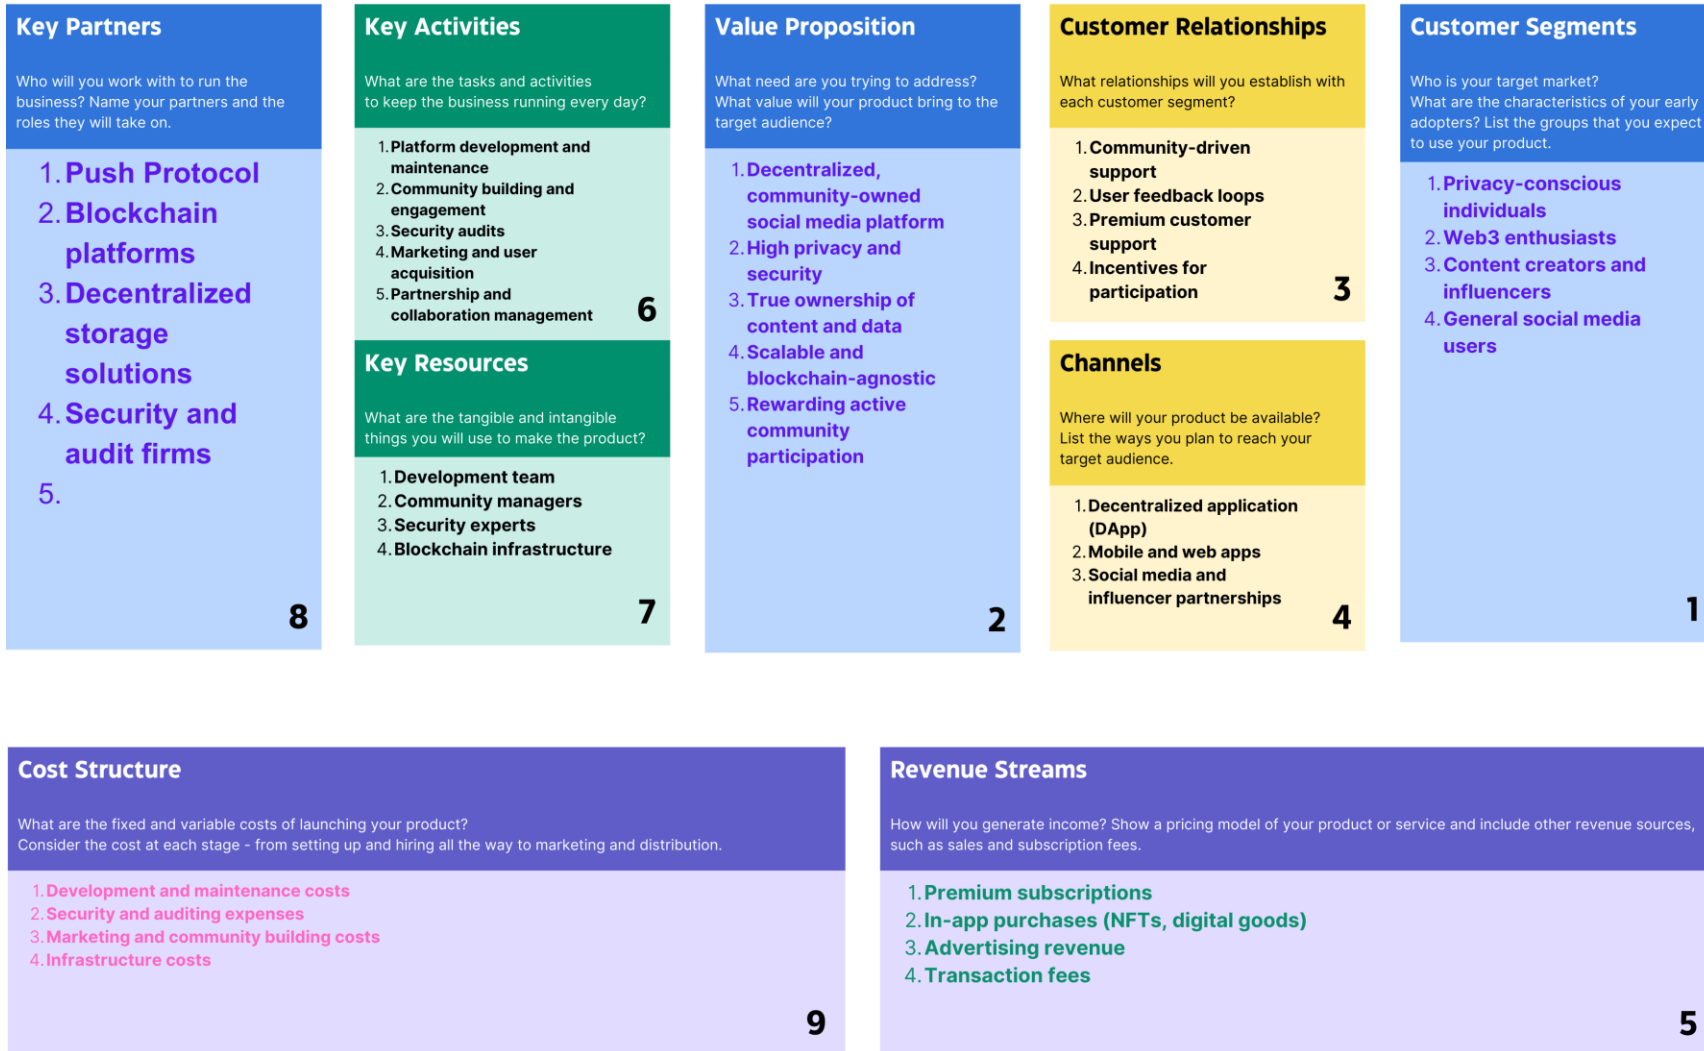 Key Partners
Who will you work with to run the
business? Name your partners and the
roles they will take on.
1. Push Protocol
2. Blockchain
platforms
3. Decentralized
storage
solutions
4. Security and
audit firms
5.
8
Key Activities
What are the tasks and activities
to keep the business running every day?
1. Platform development and
maintenance
2. Community building and
engagement
3. Security audits
4. Marketing and user
acquisition
5. Partnership and
collaboration management
6
Key Resources
What are the tangible and intangible
things you will use to make the product?
1. Development team
2. Community managers
3. Security experts
4. Blockchain infrastructure
7
Value Proposition
What need are you trying to address?
What value will your product bring to the
target audience?
1. Decentralized,
community-owned
social media platform
2. High privacy and
security
3. True ownership of
content and data
4. Scalable and
blockchain-agnostic
5. Rewarding active
community
participation
2
Customer Relationships
What relationships will you establish with
each customer segment?
1. Community-driven
support
2. User feedback loops
3. Premium customer
support
4. Incentives for
participation
3
Channels
Where will your product be available?
List the ways you plan to reach your
target audience.
1. Decentralized application
(DApp)
2. Mobile and web apps
3. Social media and
influencer partnerships
4
Customer Segments
Who is your target market?
What are the characteristics of your early
adopters? List the groups that you expect
to use your product.
1. Privacy-conscious
individuals
2. Web3 enthusiasts
3. Content creators and
influencers
4. General social media
users
1
Cost Structure
What are the fixed and variable costs of launching your product?
Consider the cost at each stage - from setting up and hiring all the way to marketing and distribution.
1. Development and maintenance costs
2. Security and auditing expenses
3. Marketing and community building costs
4. Infrastructure costs
9
Revenue Streams
How will you generate income? Show a pricing model of your product or service and include other revenue sources,
such as sales and subscription fees.
1. Premium subscriptions
2. In-app purchases (NFTs, digital goods)
3. Advertising revenue
4. Transaction fees
5